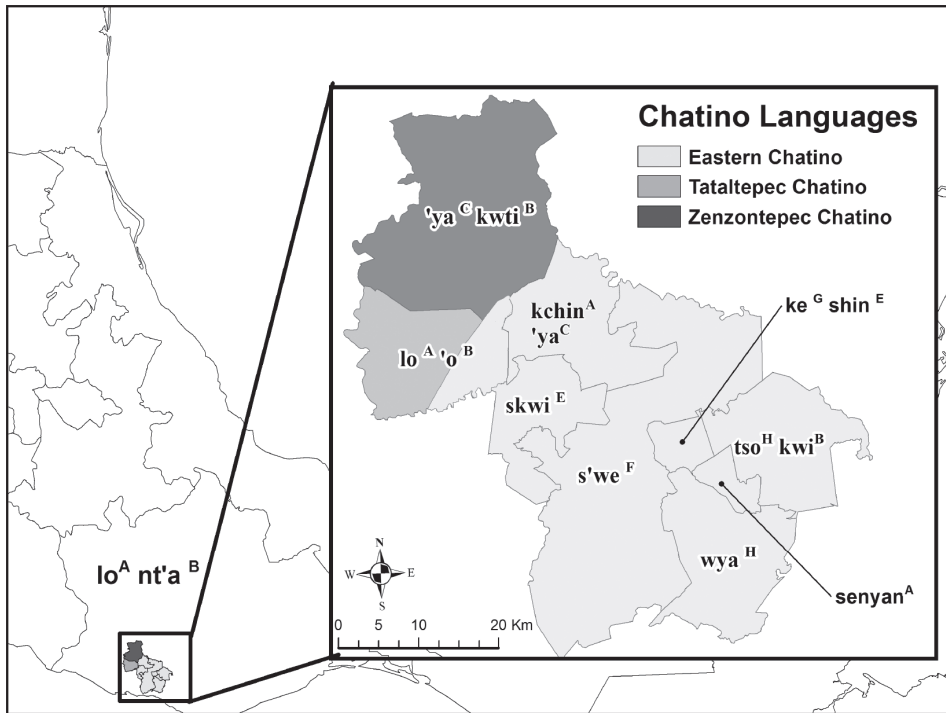 Chatino Languages
Eastern Chatino
Tataltepec Chatino
Zenzontepec Chatino
'ya ᶜ kwti ᴮ
kchin ᴬ
'ya ᶜ
ke ᴳ shin ᴱ
lo ᴬ 'o ᴮ
skwi ᴱ
tso ᴴ kwi ᴮ
s'we ꟳ
wya ᴴ
senyan ᴬ
lo ᴬ nt'a ᴮ
N
W E
S
0 5 10 20 Km